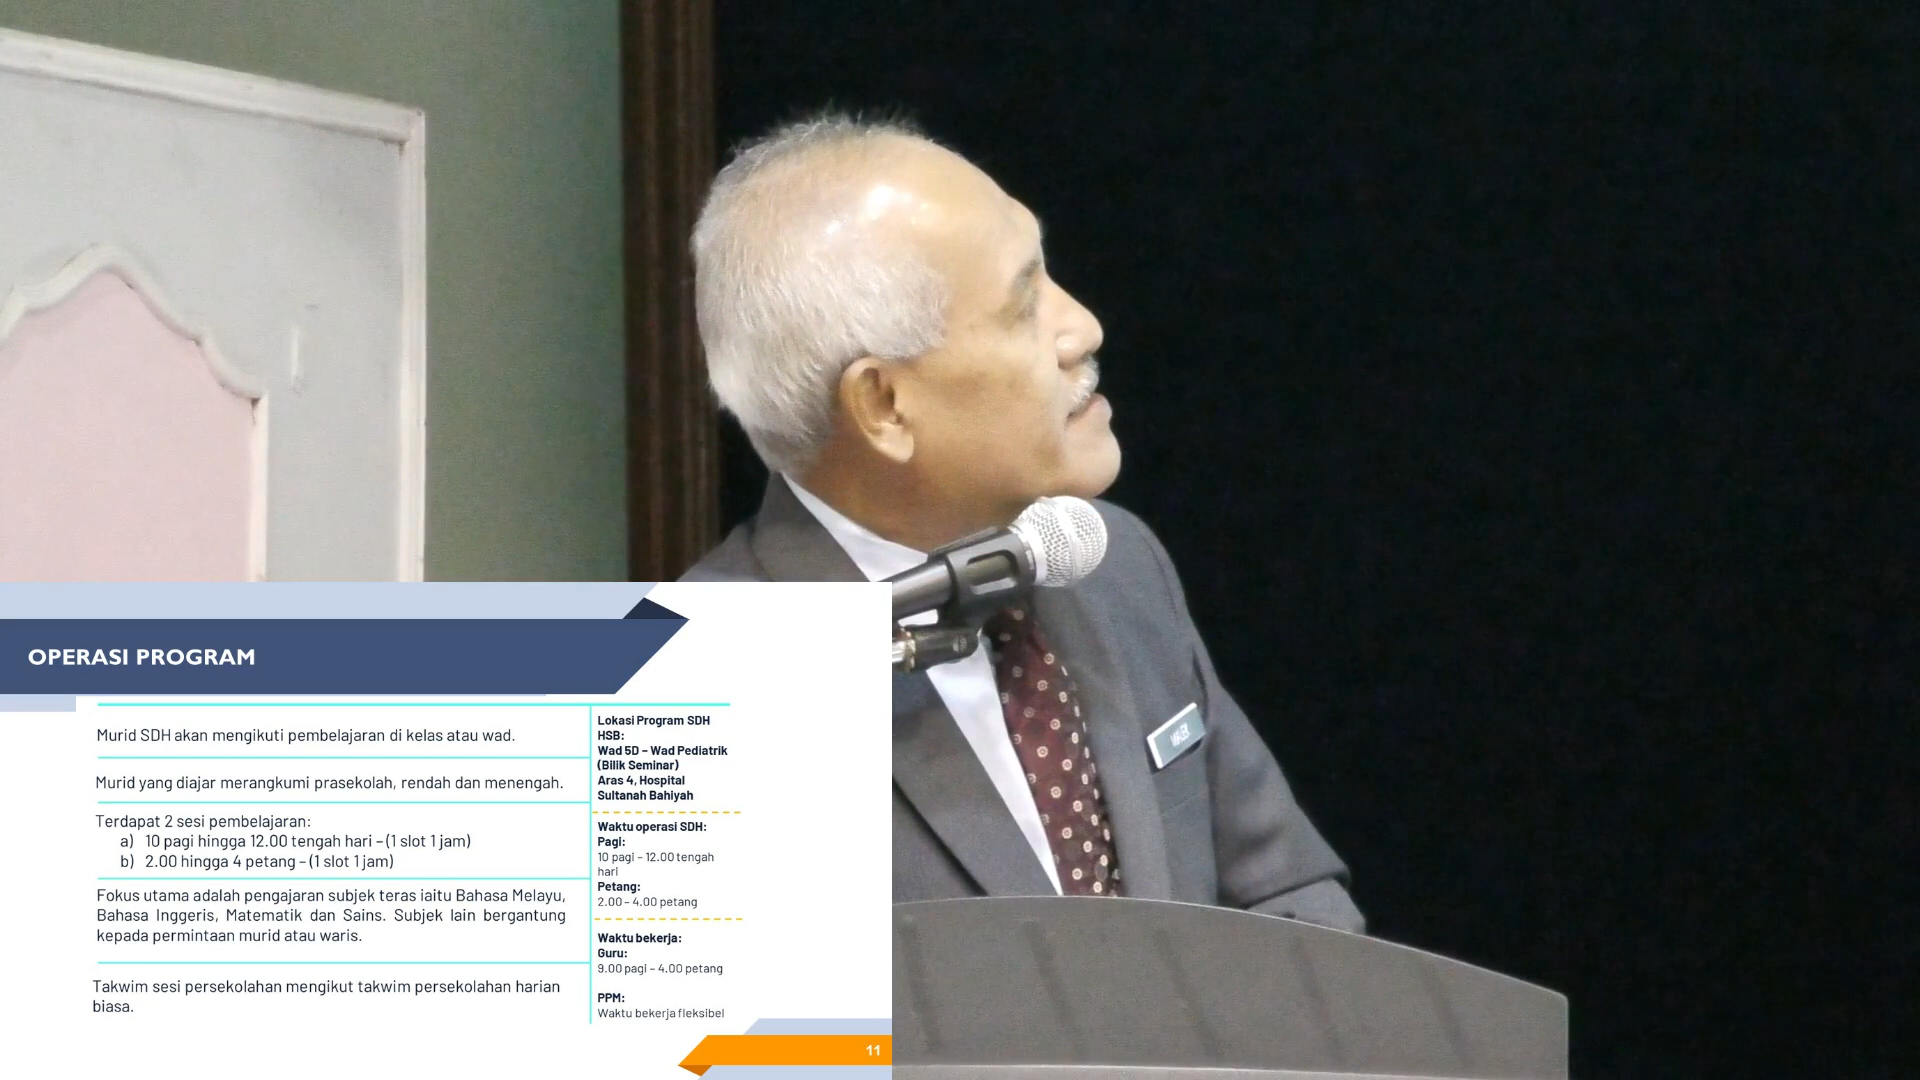 OPERASI PROGRAM
Murid SDH akan mengikuti pembelajaran di kelas atau wad.
Murid yang diajar merangkumi prasekolah, rendah dan menengah.
Terdapat 2 sesi pembelajaran:
a) 10 pagi hingga 12.00 tengah hari – (1 slot 1 jam)
b) 2.00 hingga 4 petang – (1 slot 1 jam)
Fokus utama adalah pengajaran subjek teras iaitu Bahasa Melayu,
Bahasa Inggeris, Matematik dan Sains. Subjek lain bergantung
kepada permintaan murid atau waris.
Takwim sesi persekolahan mengikut takwim persekolahan harian
biasa.
Lokasi Program SDH
HSB:
Wad 5D – Wad Pediatrik
(Bilik Seminar)
Aras 4, Hospital
Sultanah Bahiyah
Waktu operasi SDH:
Pagi:
10 pagi – 12.00 tengah
hari
Petang:
2.00 – 4.00 petang
Waktu bekerja:
Guru:
9.00 pagi – 4.00 petang
PPM:
Waktu bekerja fleksibel
11